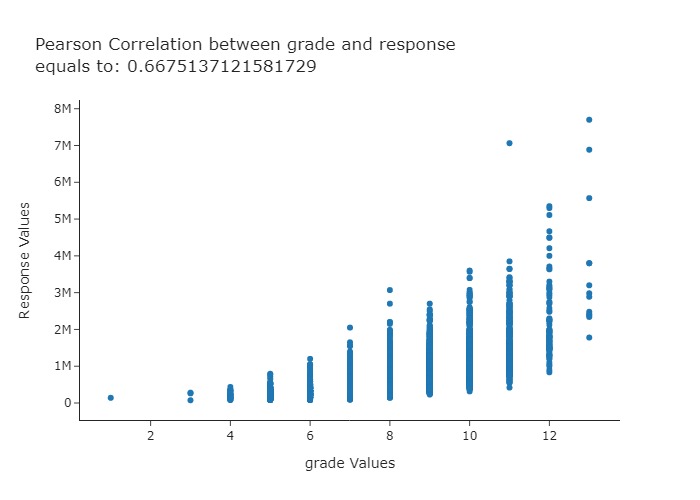 Pearson Correlation between grade and response
equals to: 0.6675137121581729
8M
7M
6M
5M
4M
3M
2M
1M
0
Response Values
2
4
6
8
10
12
grade Values